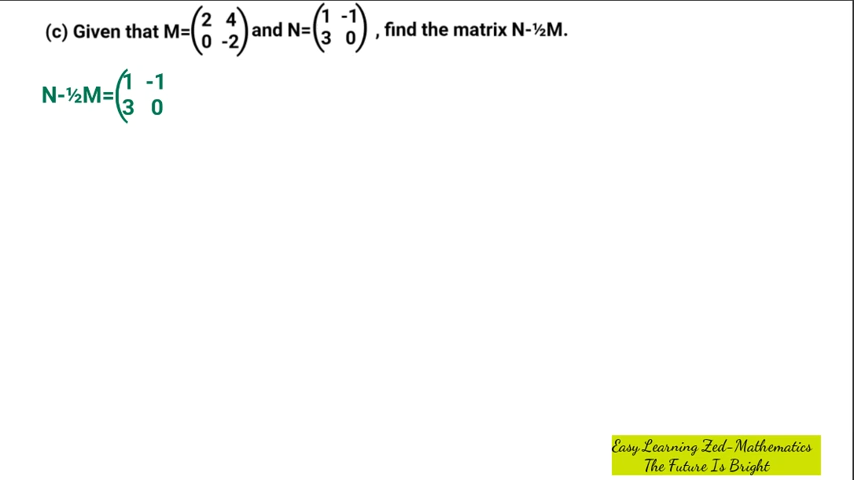 (c) Given that M=(2 4 0 -2) and N=(1 -1 3 0) , find the matrix N-½M.
N-½M=(1 -1 3 0
Easy Learning Zed-Mathematics
The Future Is Bright